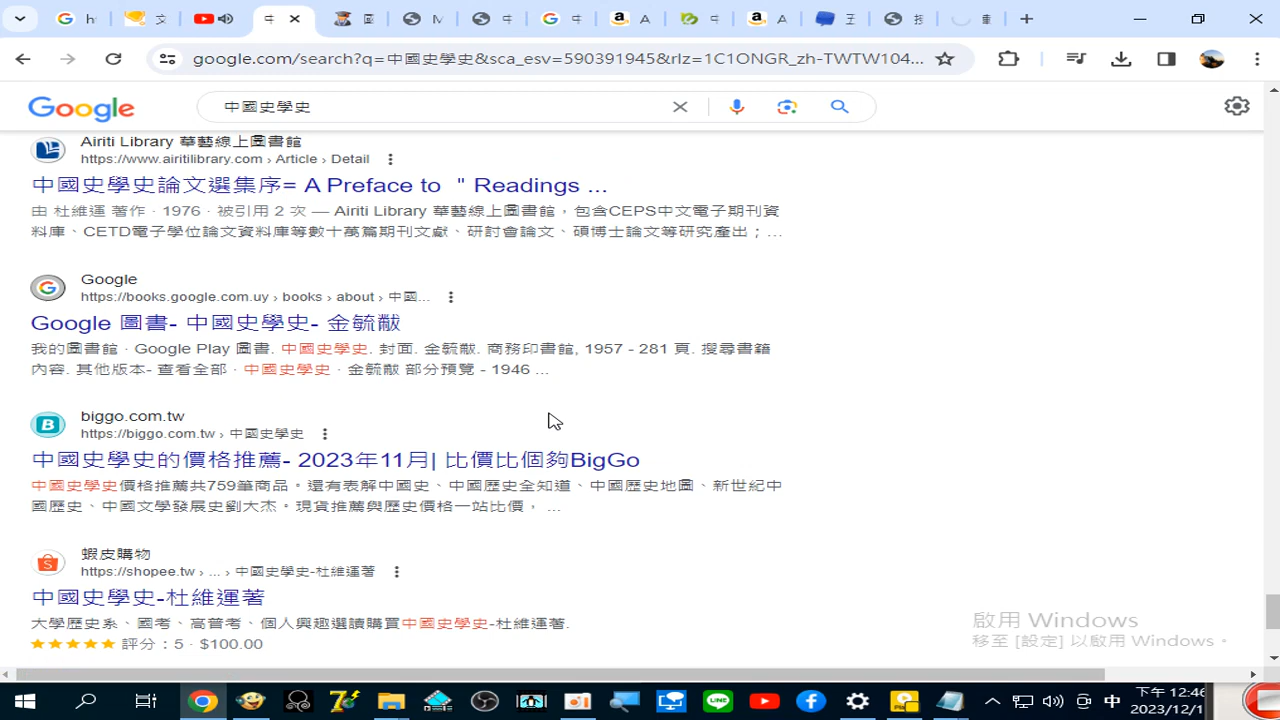 google.com/search?q=中國史學史&sca_esv=590391945&rlz=1C1ONGR_zh-TWTW104...
Google
中國史學史
Airiti Library 華藝線上圖書館
https://www.airitilibrary.com › Article › Detail
中國史學史論文選集序= A Preface to " Readings ...
由 杜維運 著作 · 1976 · 被引用 2 次 — Airiti Library 華藝線上圖書館，包含CEPS中文電子期刊資
料庫、CETD電子學位論文資料庫等數十萬篇期刊文獻、研討會論文、碩博士論文等研究產出；...
Google
https://books.google.com.uy › books › about › 中國...
Google 圖書- 中國史學史- 金毓黻
我的圖書館 · Google Play 圖書. 中國史學史. 封面. 金毓黻. 商務印書館, 1957 - 281 頁. 搜尋書籍
內容. 其他版本- 查看全部 · 中國史學史 · 金毓黻 部分預覽 - 1946 ...
biggo.com.tw
https://biggo.com.tw › 中國史學史
中國史學史的價格推薦- 2023年11月| 比價比個夠BigGo
中國史學史價格推薦共759筆商品。還有表解中國史、中國歷史全知道、中國歷史地圖、新世紀中
國歷史、中國文學發展史劉大杰。現貨推薦與歷史價格一站比價， ...
蝦皮購物
https://shopee.tw › ... › 中國史學史-杜維運著
中國史學史-杜維運著
大學歷史系、國考、高普考、個人興趣選讀購買中國史學史-杜維運著.
評分：5 · $100.00
啟用 Windows
移至 [設定] 以啟用 Windows。
中
下午 12:46
2023/12/1